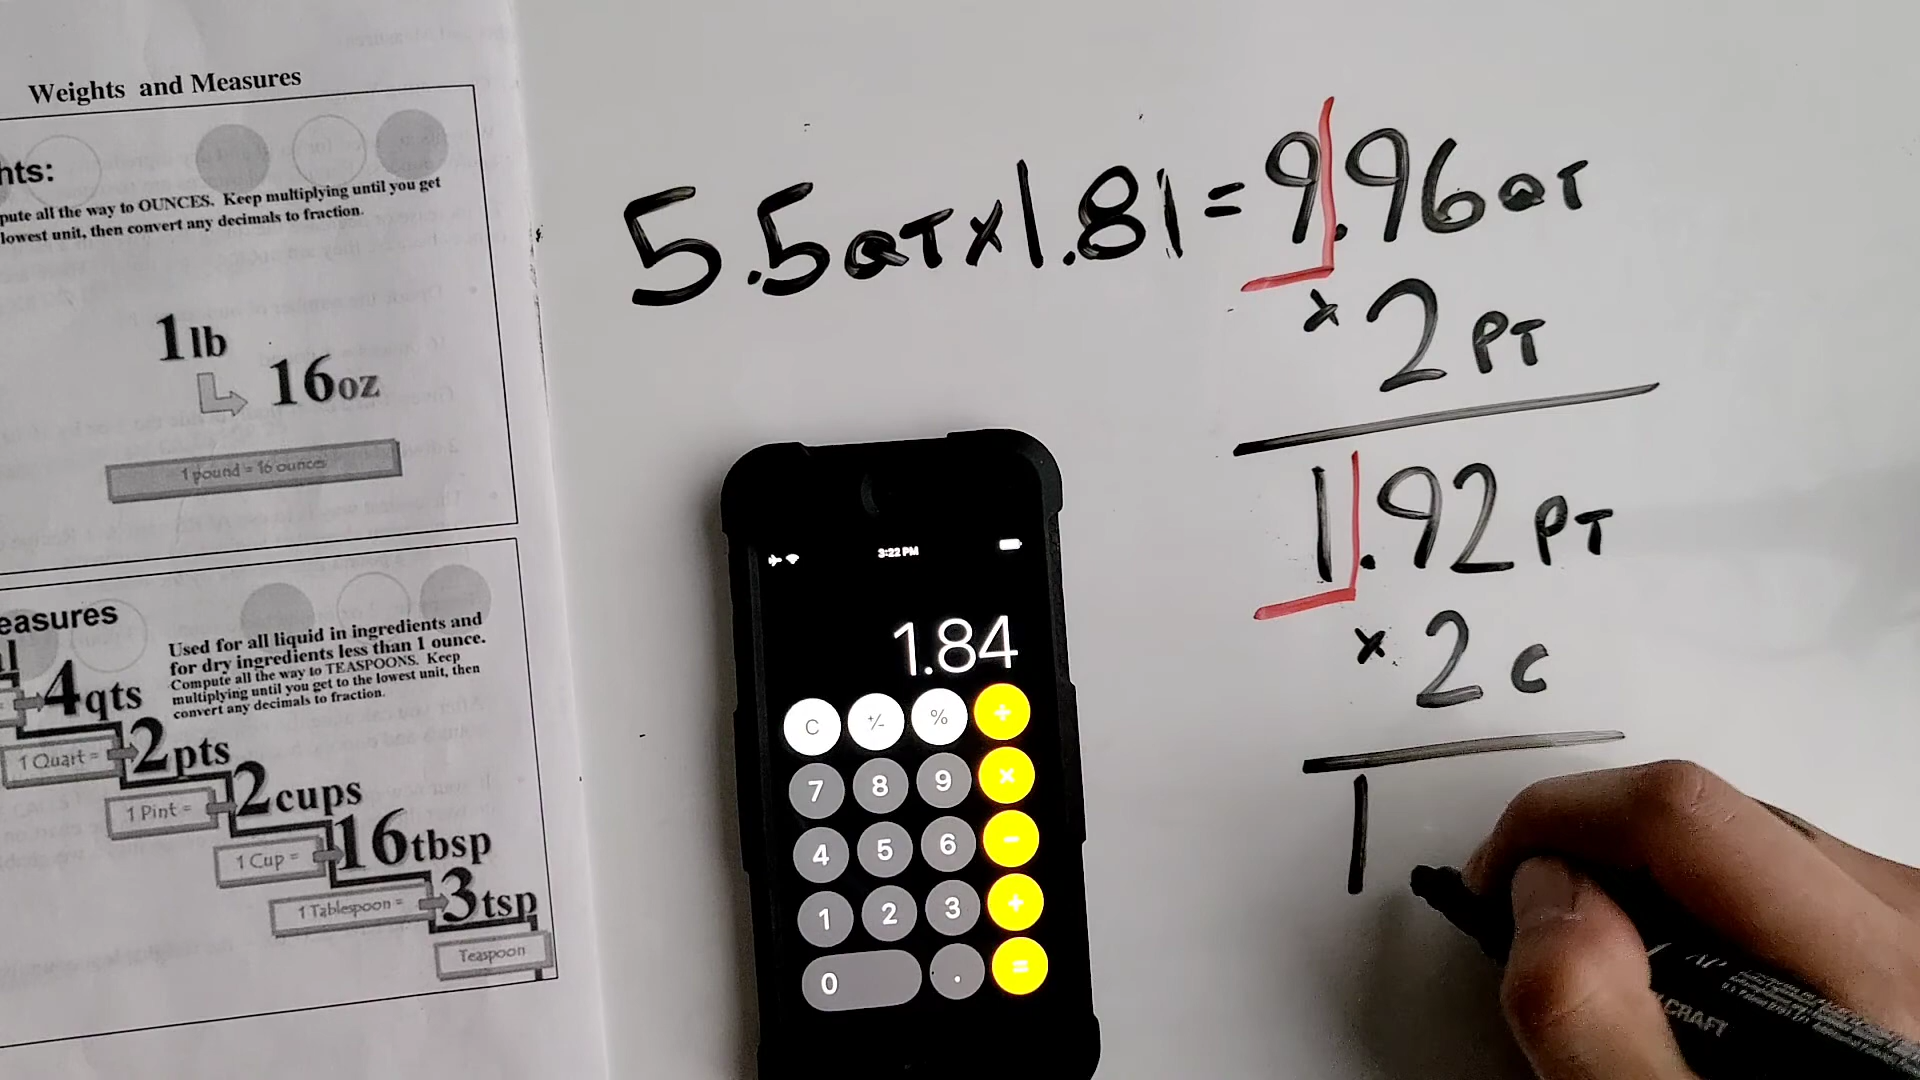 Weights and Measures
hts:
pute all the way to OUNCES. Keep multiplying until you get
lowest unit, then convert any decimals to fraction.
1lb
16oz
1 pound = 16 ounces
easures
Used for all liquid in ingredients and
for dry ingredients less than 1 ounce.
Compute all the way to TEASPOONS. Keep
multiplying until you get to the lowest unit, then
convert any decimals to fraction.
4qts
1 Quart =
2pts
1 Pint =
2cups
1 Cup =
16tbsp
1 Tablespoon =
3tsp
Teaspoon
5.5QT×1.81=9.96QT
×2PT
1.92PT
×2C
1
3:22 PM
1.84
C +/- % +
7 8 9 ×
4 5 6 −
1 2 3 +
0 . =
CRAFT